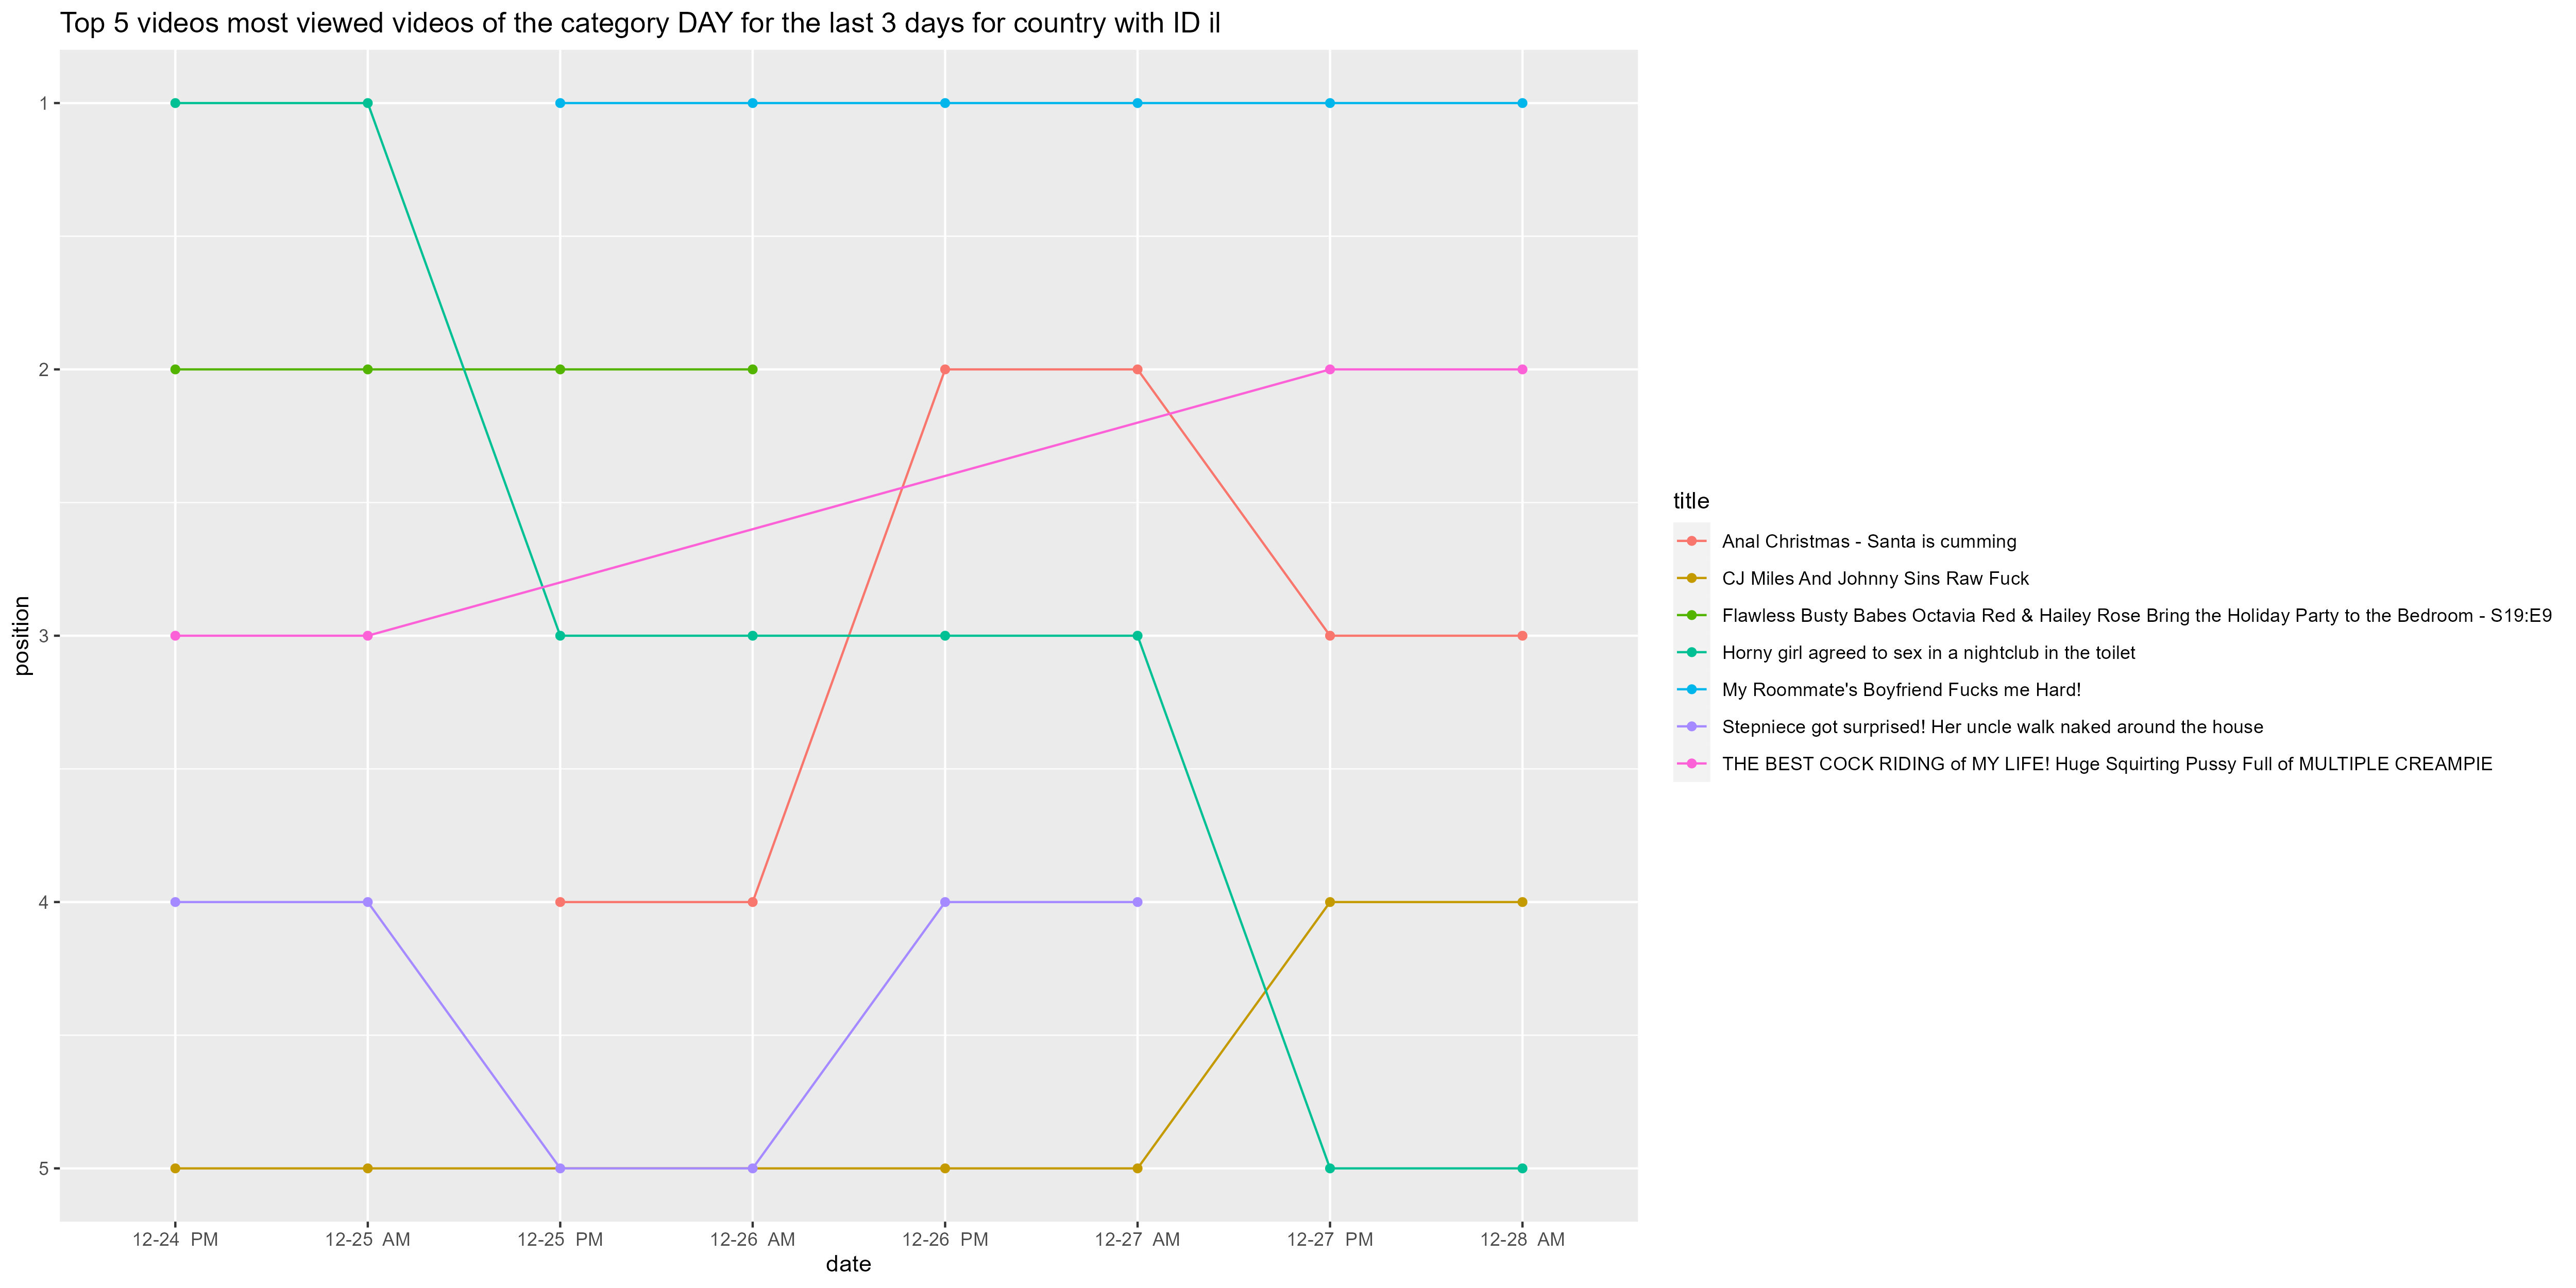 Top 5 videos most viewed videos of the category DAY for the last 3 days for country with ID il
position
1
2
3
4
5
12-24 PM
12-25 AM
12-25 PM
12-26 AM
12-26 PM
12-27 AM
12-27 PM
12-28 AM
date
title
Anal Christmas - Santa is cumming
CJ Miles And Johnny Sins Raw Fuck
Flawless Busty Babes Octavia Red & Hailey Rose Bring the Holiday Party to the Bedroom - S19:E9
Horny girl agreed to sex in a nightclub in the toilet
My Roommate's Boyfriend Fucks me Hard!
Stepniece got surprised! Her uncle walk naked around the house
THE BEST COCK RIDING of MY LIFE! Huge Squirting Pussy Full of MULTIPLE CREAMPIE